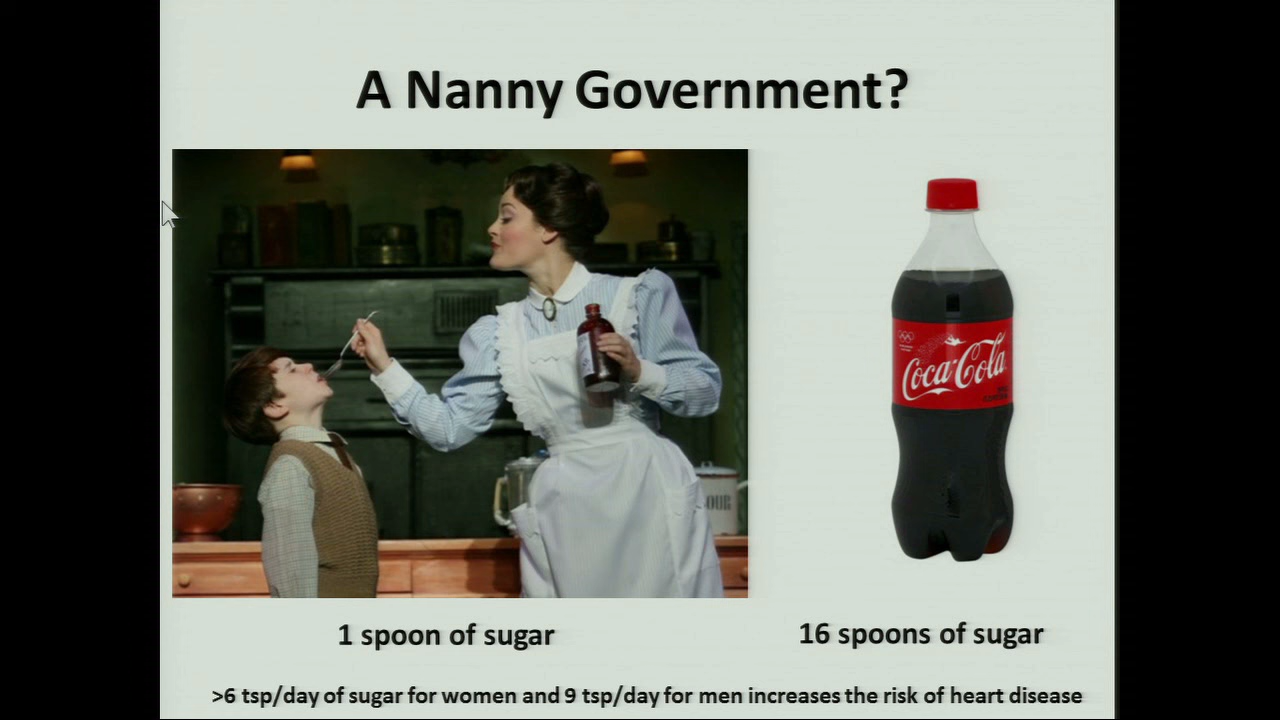 A Nanny Government?
Coca-Cola
OUR
1 spoon of sugar
16 spoons of sugar
>6 tsp/day of sugar for women and 9 tsp/day for men increases the risk of heart disease